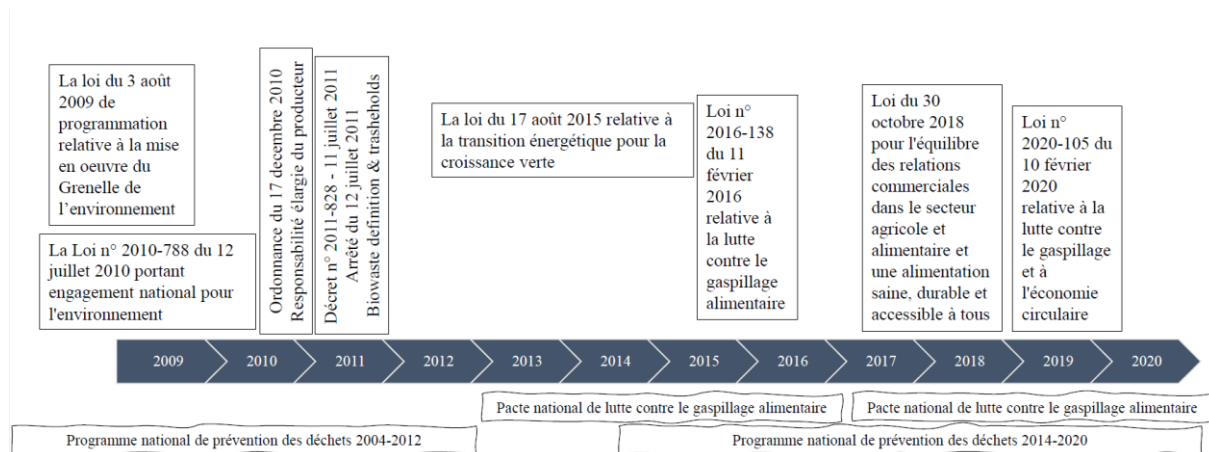 La loi du 3 août
2009 de
programmation
relative à la mise
en oeuvre du
Grenelle de
l'environnement
La Loi n° 2010-788 du 12
juillet 2010 portant
engagement national pour
l'environnement
Ordonnance du 17 decembre 2010
Responsabilité élargie du producteur
Décret n° 2011-828 - 11 juillet 2011
Arrêté du 12 juillet 2011
Biowaste definition & trasheholds
La loi du 17 août 2015 relative à
la transition énergétique pour la
croissance verte
Loi n°
2016-138
du 11
février
2016
relative à
la lutte
contre le
gaspillage
alimentaire
Loi du 30
octobre 2018
pour l'équilibre
des relations
commerciales
dans le secteur
agricole et
alimentaire et
une alimentation
saine, durable et
accessible à tous
Loi n°
2020-105 du
10 février
2020
relative à la
lutte contre
le gaspillage
et à
l'économie
circulaire
2009 2010 2011 2012 2013 2014 2015 2016 2017 2018 2019 2020
Pacte national de lutte contre le gaspillage alimentaire
Pacte national de lutte contre le gaspillage alimentaire
Programme national de prévention des déchets 2004-2012
Programme national de prévention des déchets 2014-2020